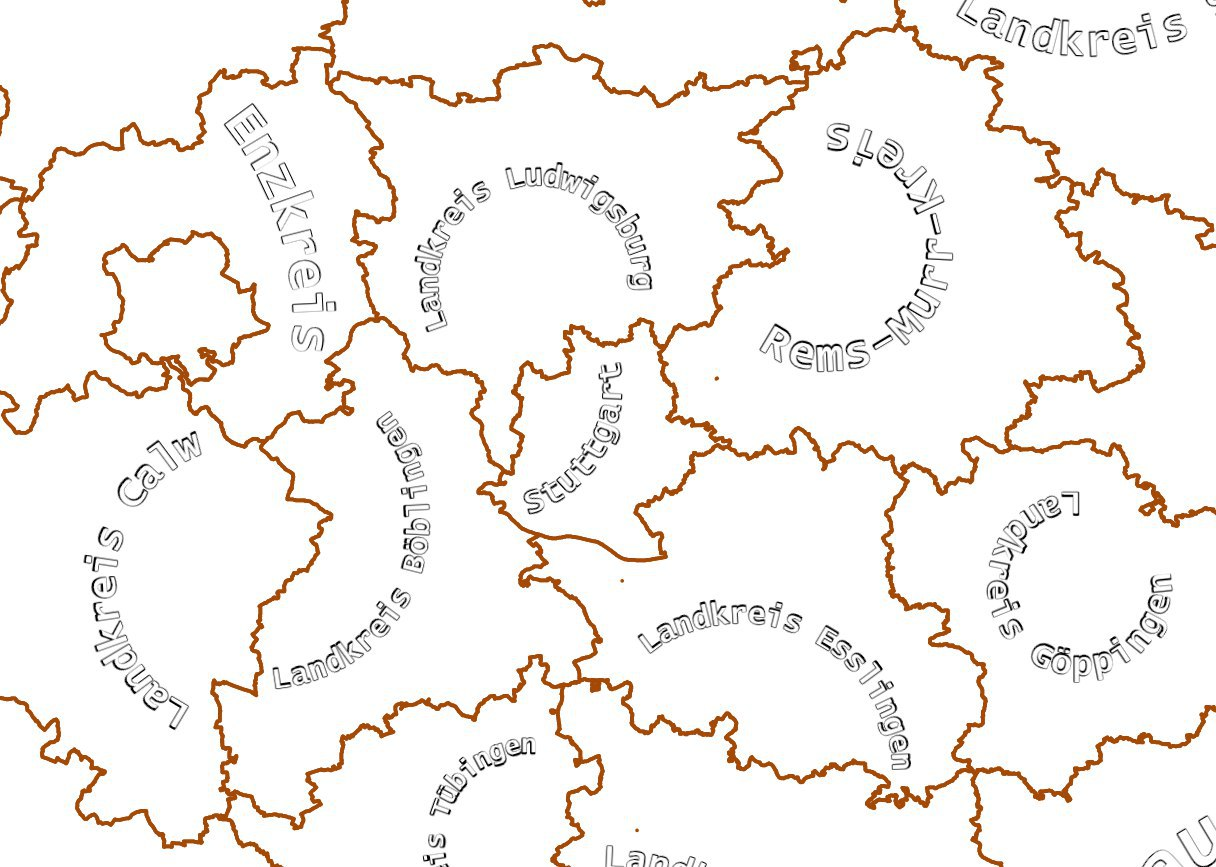 Landkreis
Enzkreis
Rems-Murr-Kreis
Landkreis Ludwigsburg
Stuttgart
Landkreis Calw
Landkreis Böblingen
Landkreis Göppingen
Landkreis Esslingen
Tübingen